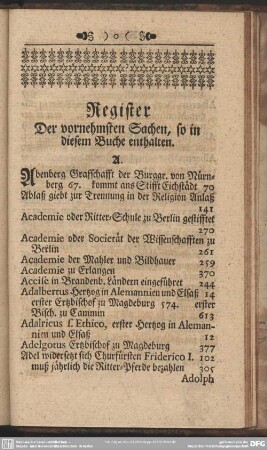 ) o (
Register
Der vornehmsten Sachen, so in
diesem Buche enthalten.
A.
Abenberg Grafschafft der Burggr. von Nürn-
berg 67. kommt ans Stifft Eichstädt 70
Ablaß giebt zur Trennung in der Religion Anlaß
141
Academie oder Ritter-Schule zu Berlin gestifftet
270
Academie oder Societät der Wissenschafften zu
Berlin 261
Academie der Mahler und Bildhauer 259
Academie zu Erlangen 370
Accise in Brandenb. Ländern eingeführet 244
Adalbertus Hertzog in Alemannien und Elsaß 14
erster Ertzbischof zu Magdeburg 574. erster
Bisch. zu Cammin 613
Adalricus s. Erhico, erster Hertzog in Aleman-
nien und Elsaß 12
Adelgotus Ertzbischof zu Magdeburg 377
Adel widersetzt sich Churfürsten Friderico I. 102
muß jährlich die Ritter-Pferde bezahlen 305
Adolph